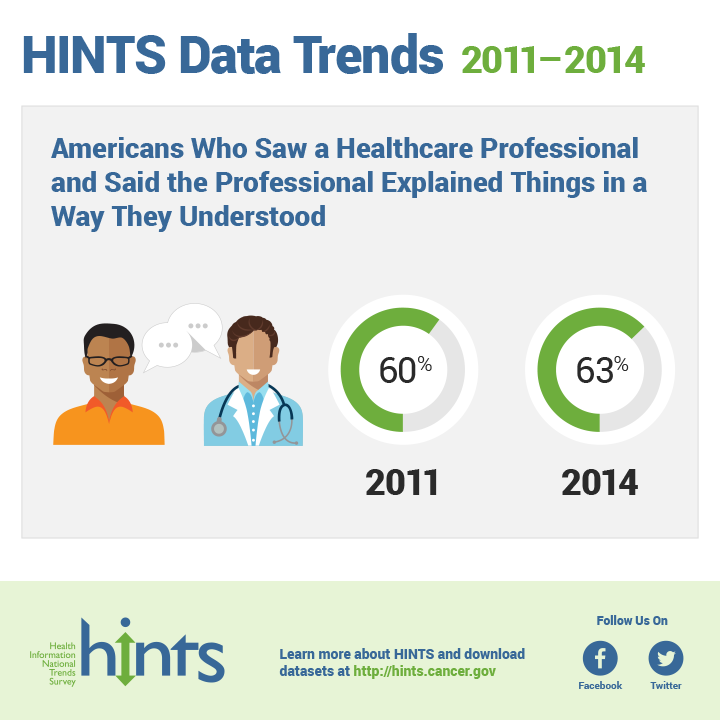 HINTS Data Trends 2011–2014
Americans Who Saw a Healthcare Professional
and Said the Professional Explained Things in a
Way They Understood
60%
63%
2011
2014
Health
Information
National
Trends
Survey
hints
Learn more about HINTS and download
datasets at http://hints.cancer.gov
Follow Us On
Facebook
Twitter